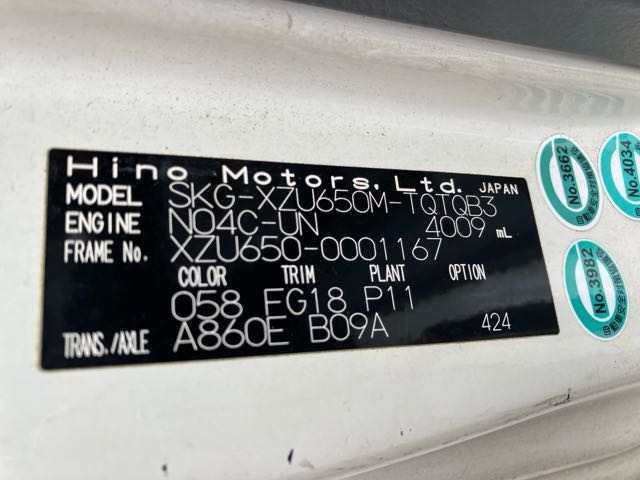 Hino Motors, Ltd. JAPAN
MODEL SKG-XZU650M-TQTQB3
ENGINE N04C-UN 4009 mL
FRAME No. XZU650-0001167
COLOR TRIM PLANT OPTION
058 FG18 P11
TRANS./AXLE A860E B09A 424
No.3662
No.4034
No.3982